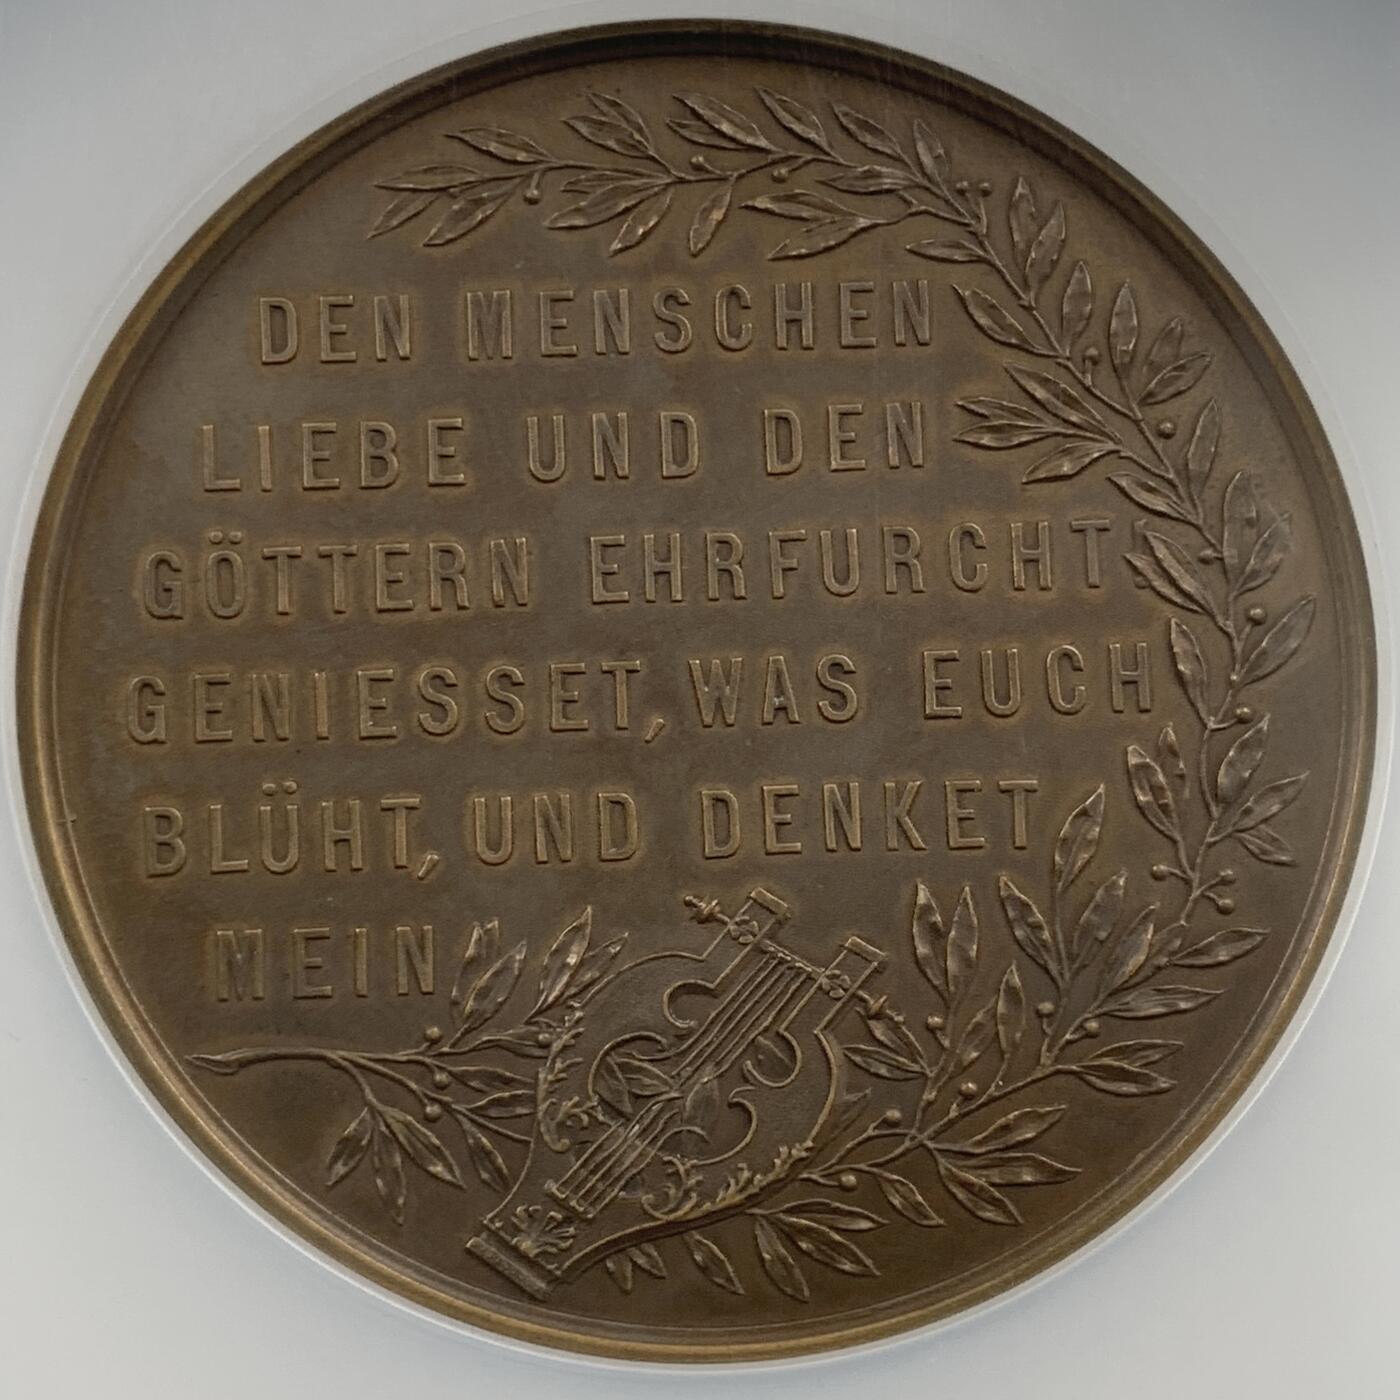 DEN MENSCHEN
LIEBE UND DEN
GÖTTERN EHRFURCHT.
GENIESSET, WAS EUCH
BLÜHT, UND DENKET
MEIN